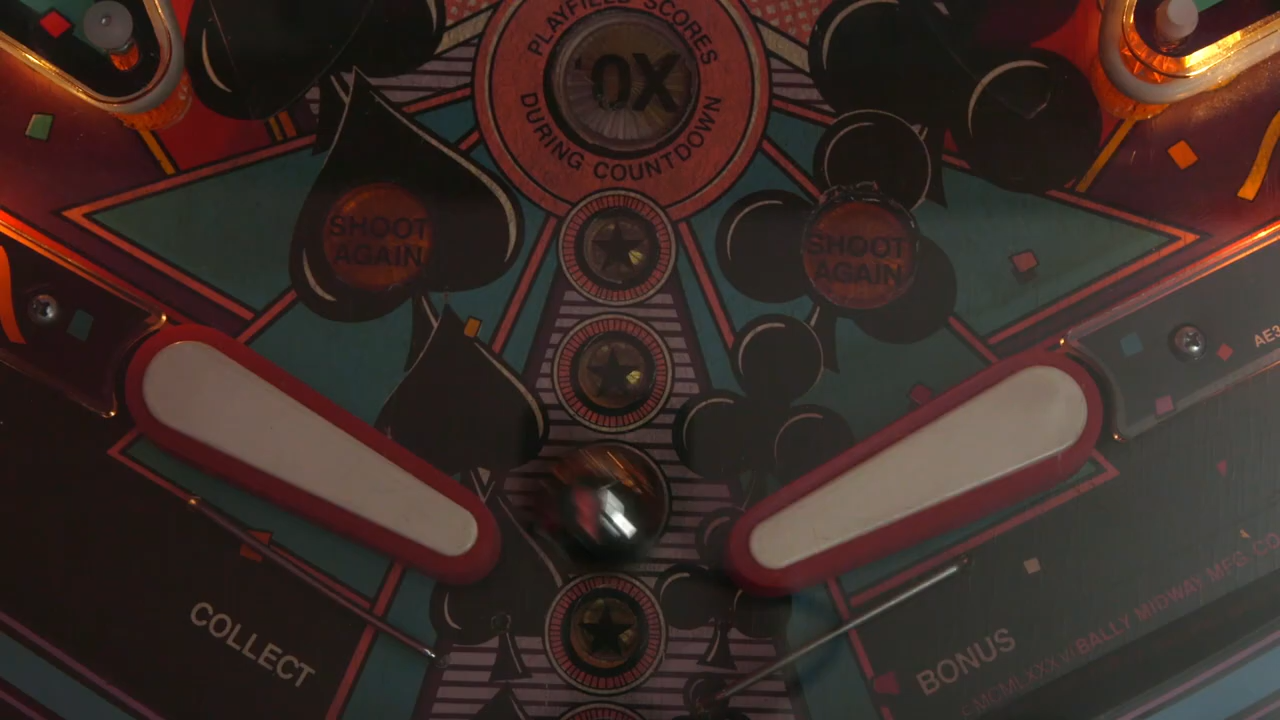 PLAYFIELD SCORES
10X
DURING COUNTDOWN
SHOOT
AGAIN
SHOOT
AGAIN
COLLECT
BONUS
BALLY MIDWAY MFG. CO